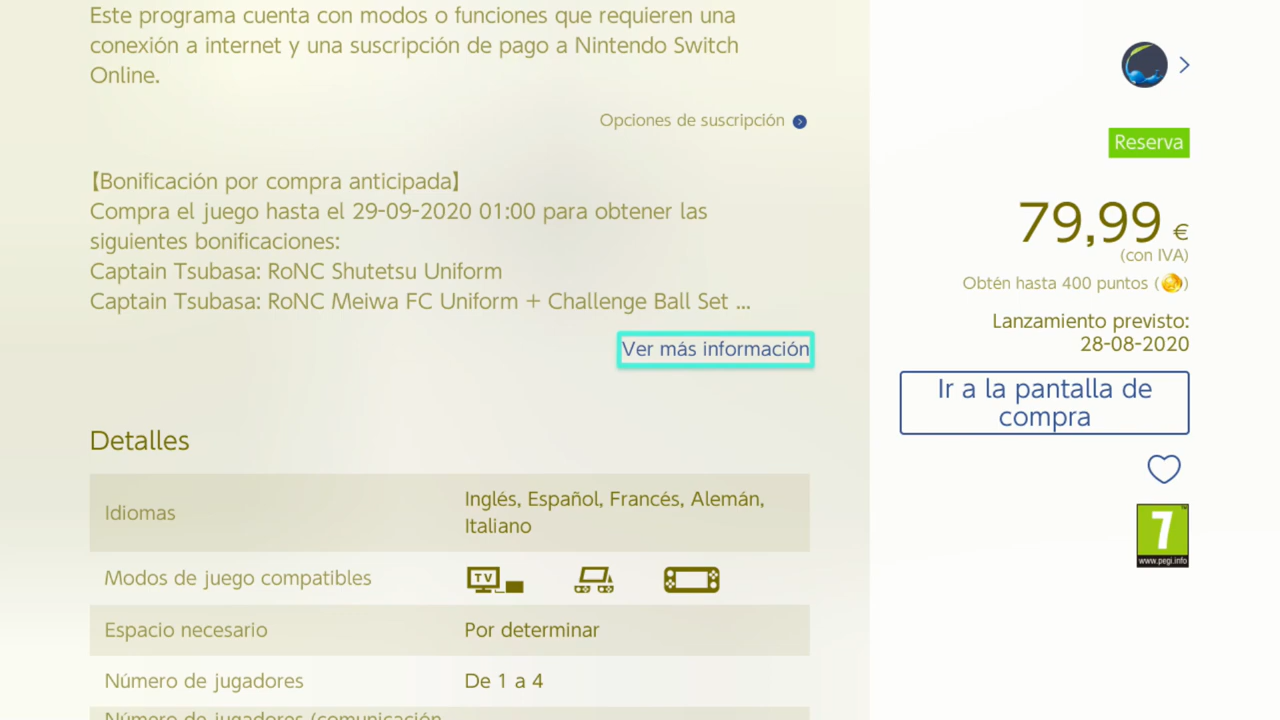 Este programa cuenta con modos o funciones que requieren una
conexión a internet y una suscripción de pago a Nintendo Switch
Online.
Opciones de suscripción
【Bonificación por compra anticipada】
Compra el juego hasta el 29-09-2020 01:00 para obtener las
siguientes bonificaciones:
Captain Tsubasa: RoNC Shutetsu Uniform
Captain Tsubasa: RoNC Meiwa FC Uniform + Challenge Ball Set ...
Ver más información
Detalles
Idiomas
Inglés, Español, Francés, Alemán,
Italiano
Modos de juego compatibles
TV
Espacio necesario
Por determinar
Número de jugadores
De 1 a 4
Número de jugadores (comunicación
Reserva
79,99 €
(con IVA)
Obtén hasta 400 puntos ( )
Lanzamiento previsto:
28-08-2020
Ir a la pantalla de
compra
7
www.pegi.info